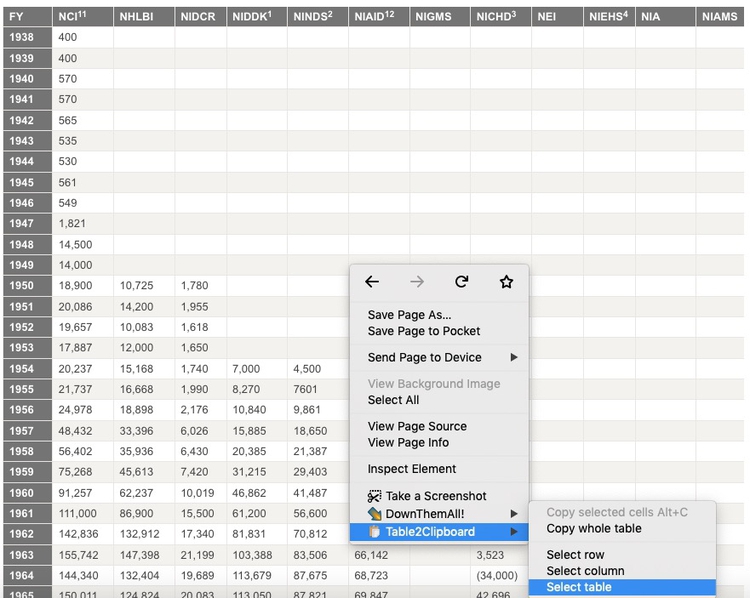 FY NCI11 NHLBI NIDCR NIDDK1 NINDS2 NIAID12 NIGMS NICHD3 NEI NIEHS4 NIA NIAMS
1938 400
1939 400
1940 570
1941 570
1942 565
1943 535
1944 530
1945 561
1946 549
1947 1,821
1948 14,500
1949 14,000
1950 18,900 10,725 1,780
1951 20,086 14,200 1,955
1952 19,657 10,083 1,618
1953 17,887 12,000 1,650
1954 20,237 15,168 1,740 7,000 4,500
1955 21,737 16,668 1,990 8,270 7601
1956 24,978 18,898 2,176 10,840 9,861
1957 48,432 33,396 6,026 15,885 18,650
1958 56,402 35,936 6,430 20,385 21,387
1959 75,268 45,613 7,420 31,215 29,403
1960 91,257 62,237 10,019 46,862 41,487
1961 111,000 86,900 15,500 61,200 56,600
1962 142,836 132,912 17,340 81,831 70,812
1963 155,742 147,398 21,199 103,388 83,506 66,142 3,523
1964 144,340 132,404 19,689 113,679 87,675 68,723 (34,000)
1965 150,011 124,824 20,083 113,050 87,821 69,847 42,696
Save Page As...
Save Page to Pocket
Send Page to Device
View Background Image
Select All
View Page Source
View Page Info
Inspect Element
Take a Screenshot
DownThemAll!
Table2Clipboard
Copy selected cells Alt+C
Copy whole table
Select row
Select column
Select table